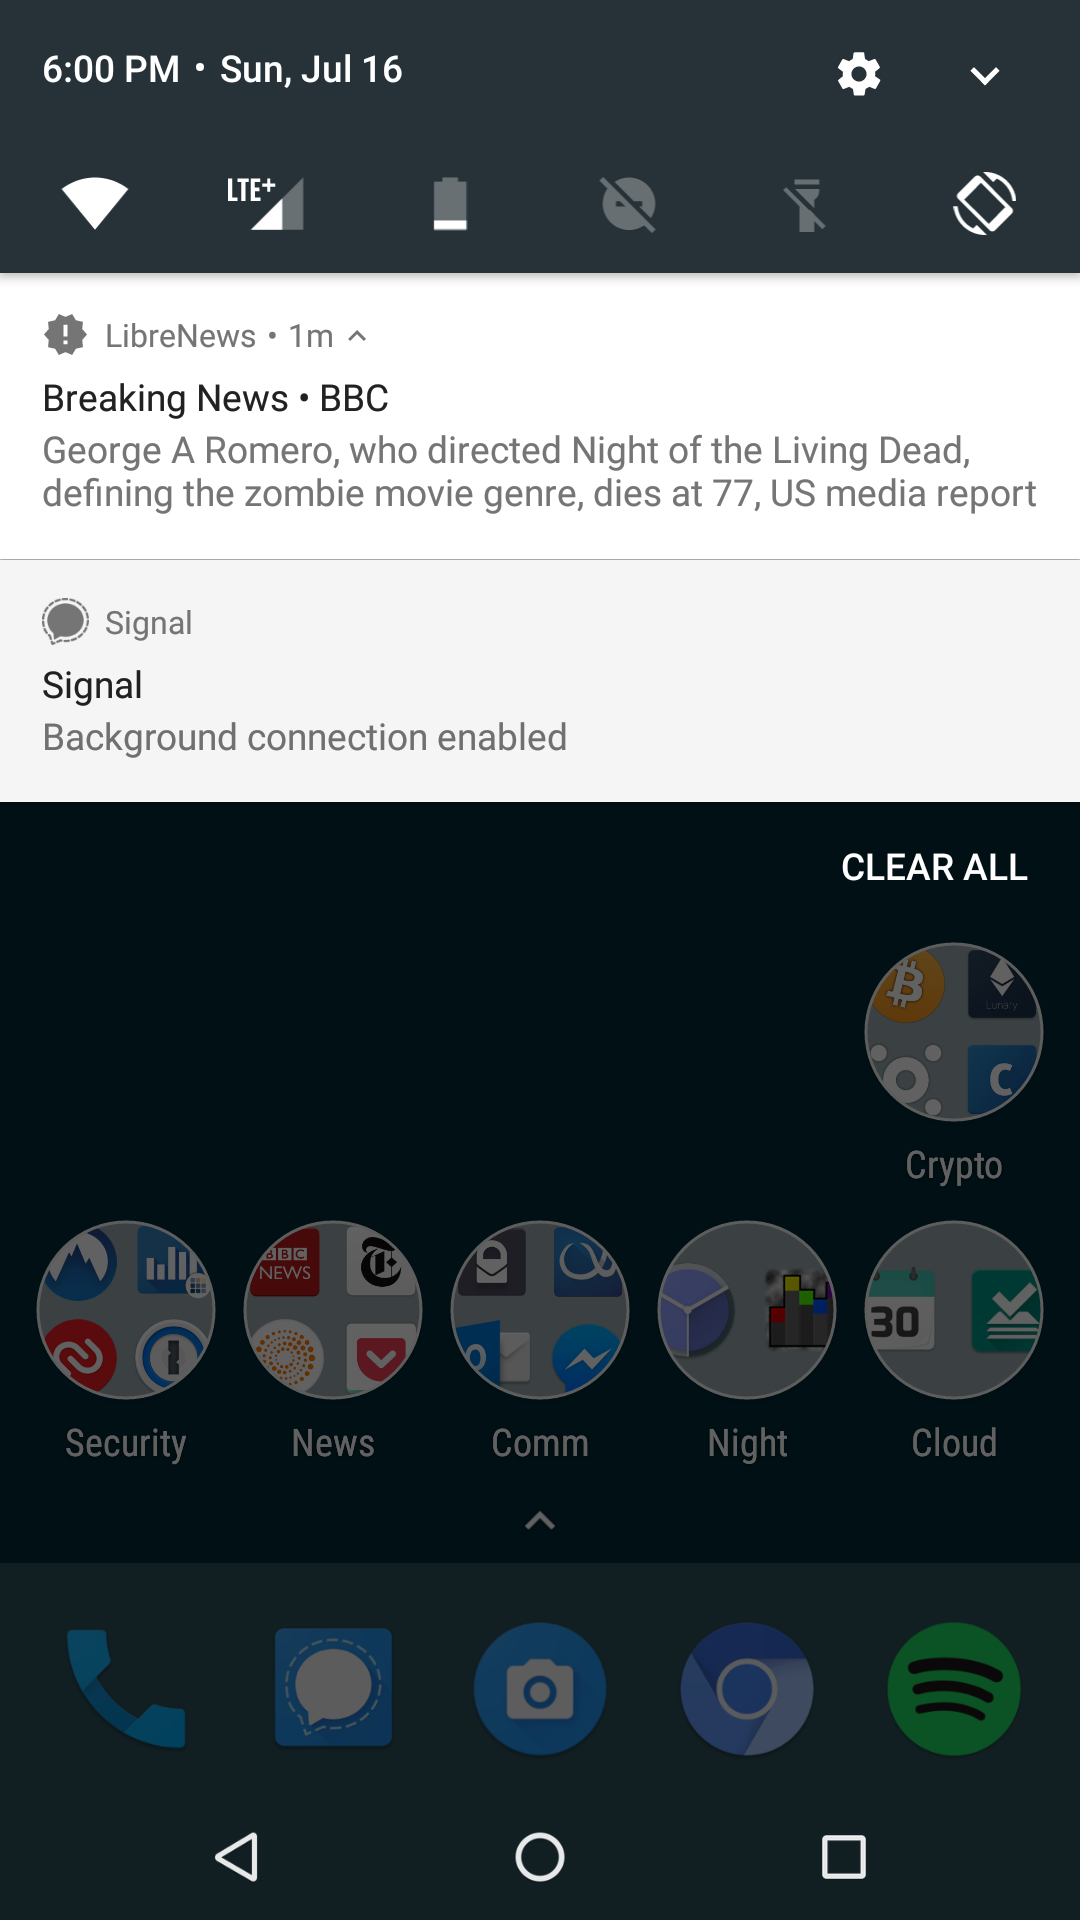 6:00 PM • Sun, Jul 16
LTE+
LibreNews • 1m
Breaking News • BBC
George A Romero, who directed Night of the Living Dead,
defining the zombie movie genre, dies at 77, US media report
Signal
Signal
Background connection enabled
CLEAR ALL
Lunary
C
Crypto
BBC
NEWS
30
Security
News
Comm
Night
Cloud